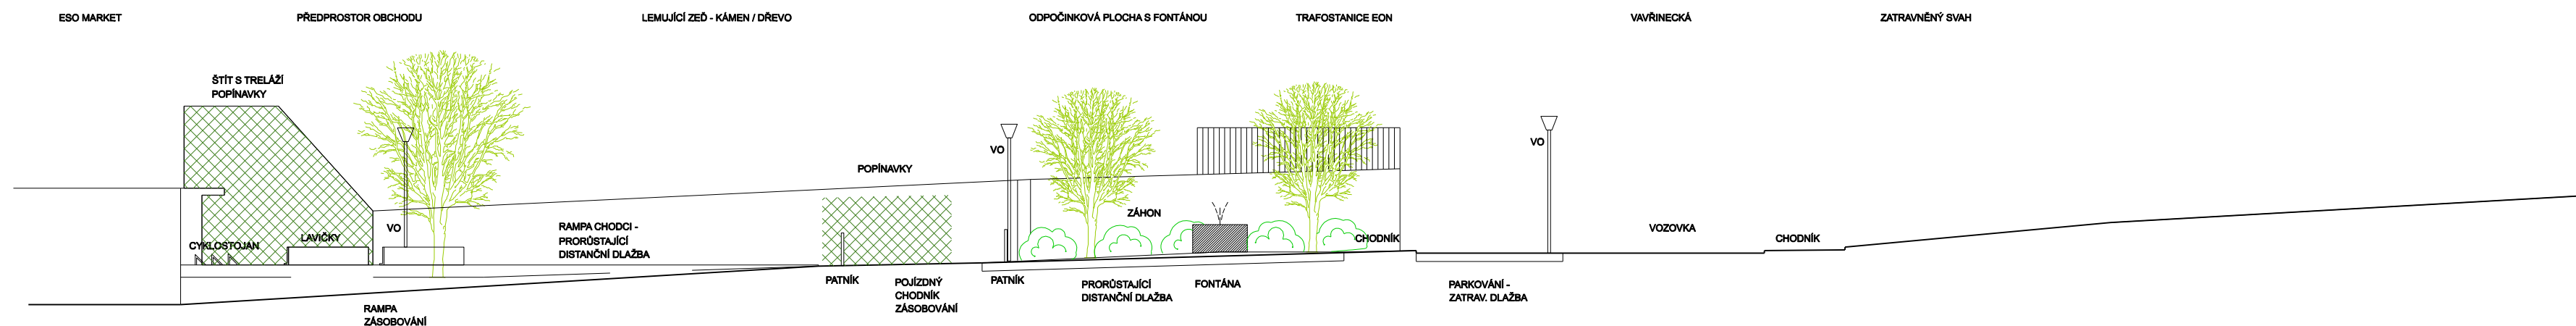 ESO MARKET
PŘEDPROSTOR OBCHODU
LEMUJÍCÍ ZEĎ - KÁMEN / DŘEVO
ODPOČINKOVÁ PLOCHA S FONTÁNOU
TRAFOSTANICE EON
VAVŘINECKÁ
ZATRAVNĚNÝ SVAH
ŠTÍT S TRELÁŽÍ
POPÍNAVKY
VO
VO
POPÍNAVKY
ZÁHON
CYKLOSTOJAN
LAVIČKY
VO
RAMPA CHODCI -
PRORŮSTAJÍCÍ
DISTANČNÍ DLAŽBA
CHODNÍK
VOZOVKA
CHODNÍK
PATNÍK
POJÍZDNÝ
CHODNÍK
ZÁSOBOVÁNÍ
PATNÍK
PRORŮSTAJÍCÍ
DISTANČNÍ DLAŽBA
FONTÁNA
PARKOVÁNÍ -
ZATRAV. DLAŽBA
RAMPA
ZÁSOBOVÁNÍ